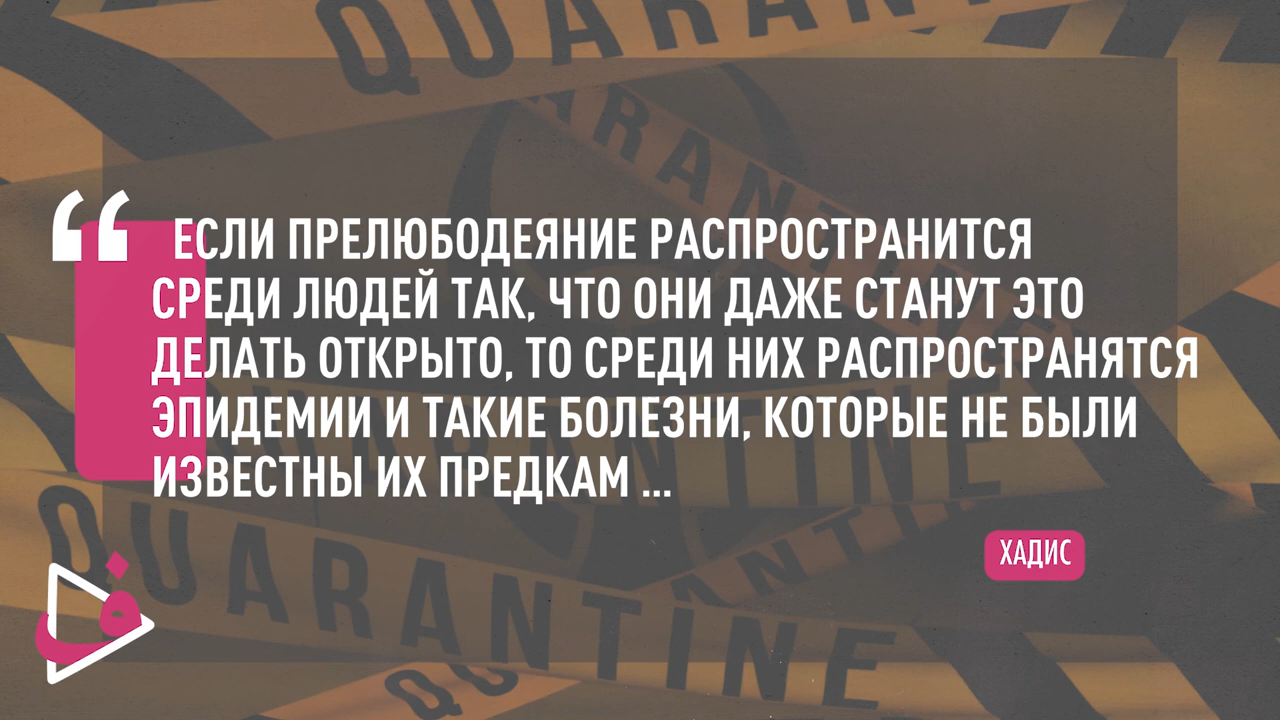 QUARANTINE
QUARANTINE
“ ЕСЛИ ПРЕЛЮБОДЕЯНИЕ РАСПРОСТРАНИТСЯ
СРЕДИ ЛЮДЕЙ ТАК, ЧТО ОНИ ДАЖЕ СТАНУТ ЭТО
ДЕЛАТЬ ОТКРЫТО, ТО СРЕДИ НИХ РАСПРОСТРАНЯТСЯ
ЭПИДЕМИИ И ТАКИЕ БОЛЕЗНИ, КОТОРЫЕ НЕ БЫЛИ
ИЗВЕСТНЫ ИХ ПРЕДКАМ ...
ХАДИС
QUARANTINE
ف